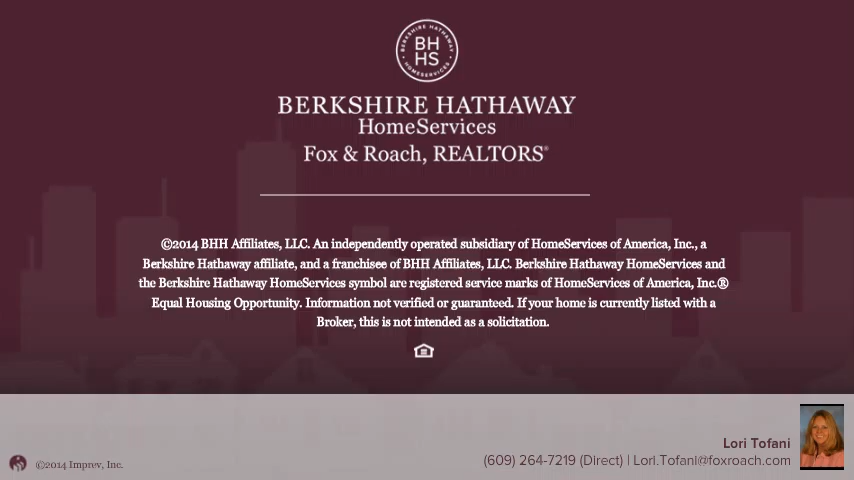 BERKSHIRE HATHAWAY
HOMESERVICES
BH
HS
BERKSHIRE HATHAWAY
HomeServices
Fox & Roach, REALTORS®
©2014 BHH Affiliates, LLC. An independently operated subsidiary of HomeServices of America, Inc., a
Berkshire Hathaway affiliate, and a franchisee of BHH Affiliates, LLC. Berkshire Hathaway HomeServices and
the Berkshire Hathaway HomeServices symbol are registered service marks of HomeServices of America, Inc.®
Equal Housing Opportunity. Information not verified or guaranteed. If your home is currently listed with a
Broker, this is not intended as a solicitation.
Lori Tofani
(609) 264-7219 (Direct) | Lori.Tofani@foxroach.com
©2014 Imprev, Inc.